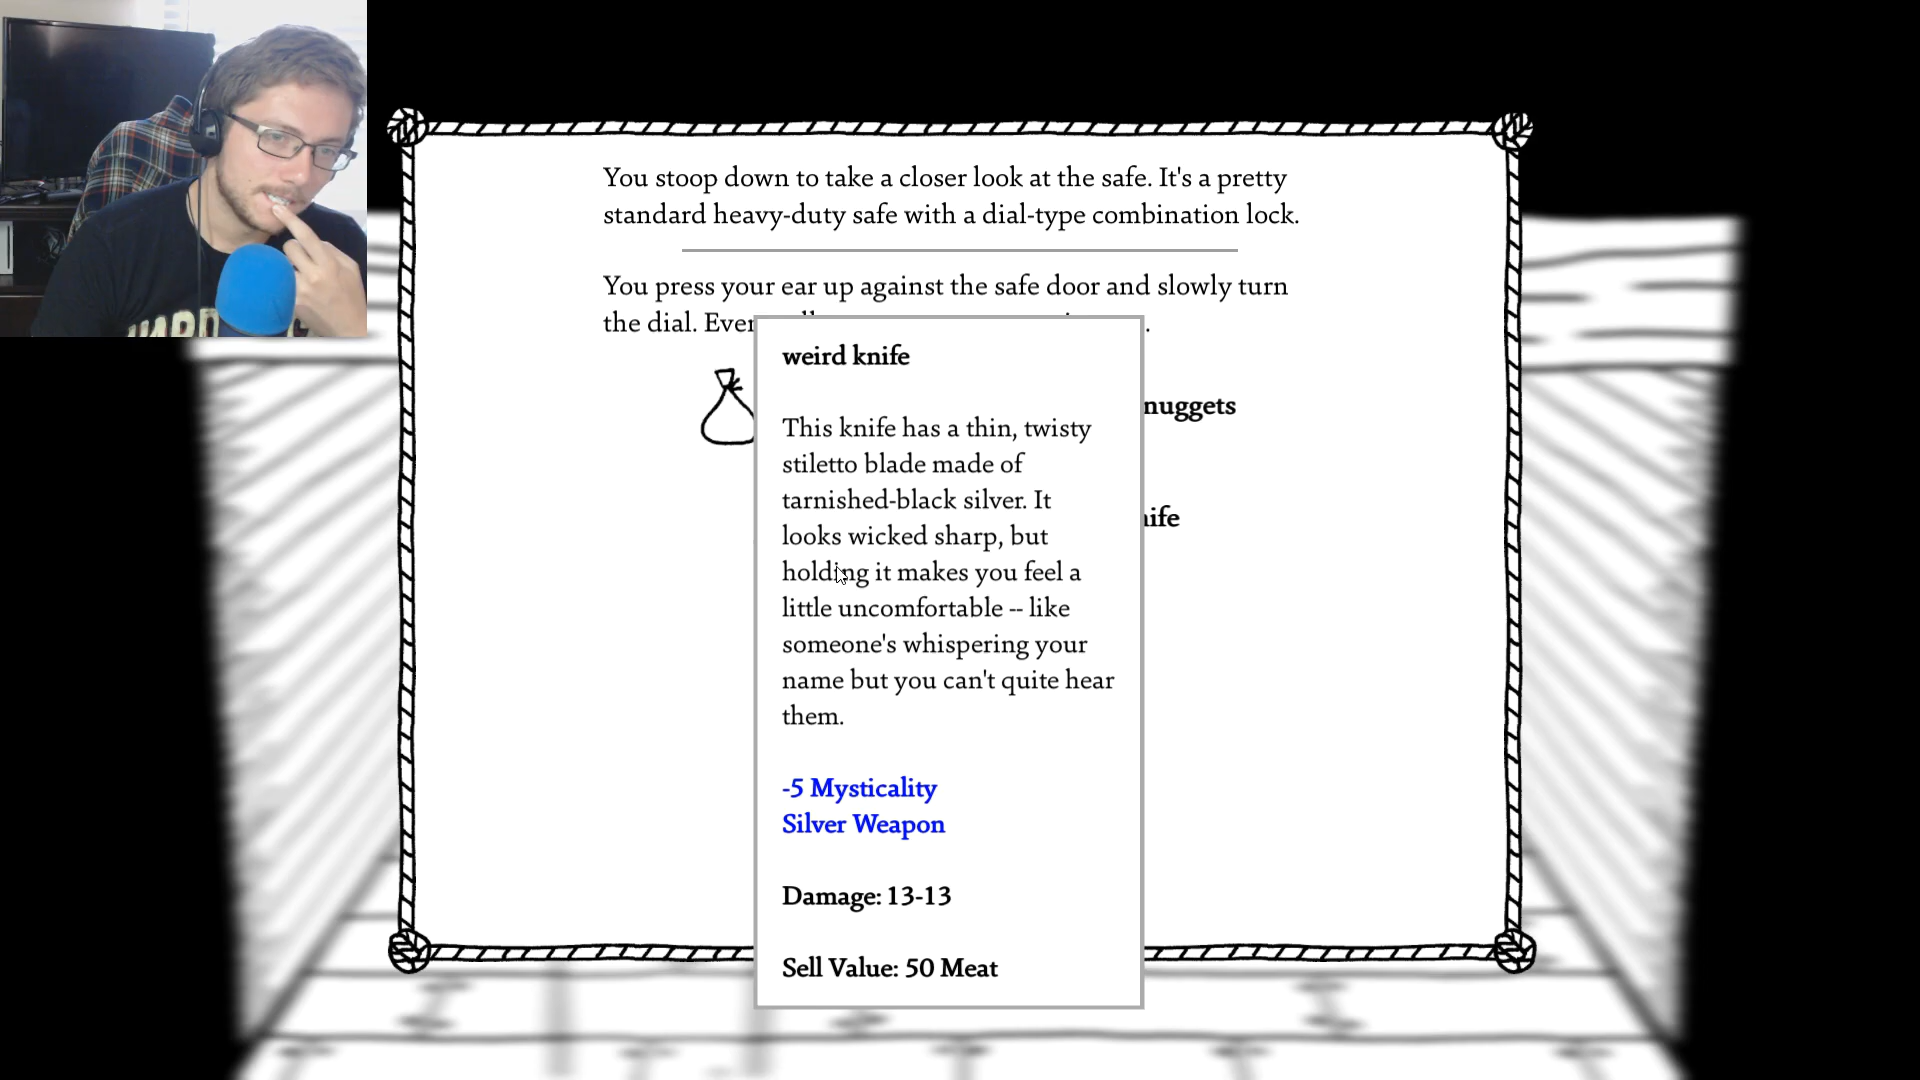 You stoop down to take a closer look at the safe. It's a pretty
standard heavy-duty safe with a dial-type combination lock.
You press your ear up against the safe door and slowly turn
the dial.
weird knife
nuggets
This knife has a thin, twisty
stiletto blade made of
tarnished-black silver. It
looks wicked sharp, but
holding it makes you feel a
little uncomfortable -- like
someone's whispering your
name but you can't quite hear
them.
-5 Mysticality
Silver Weapon
Damage: 13-13
Sell Value: 50 Meat